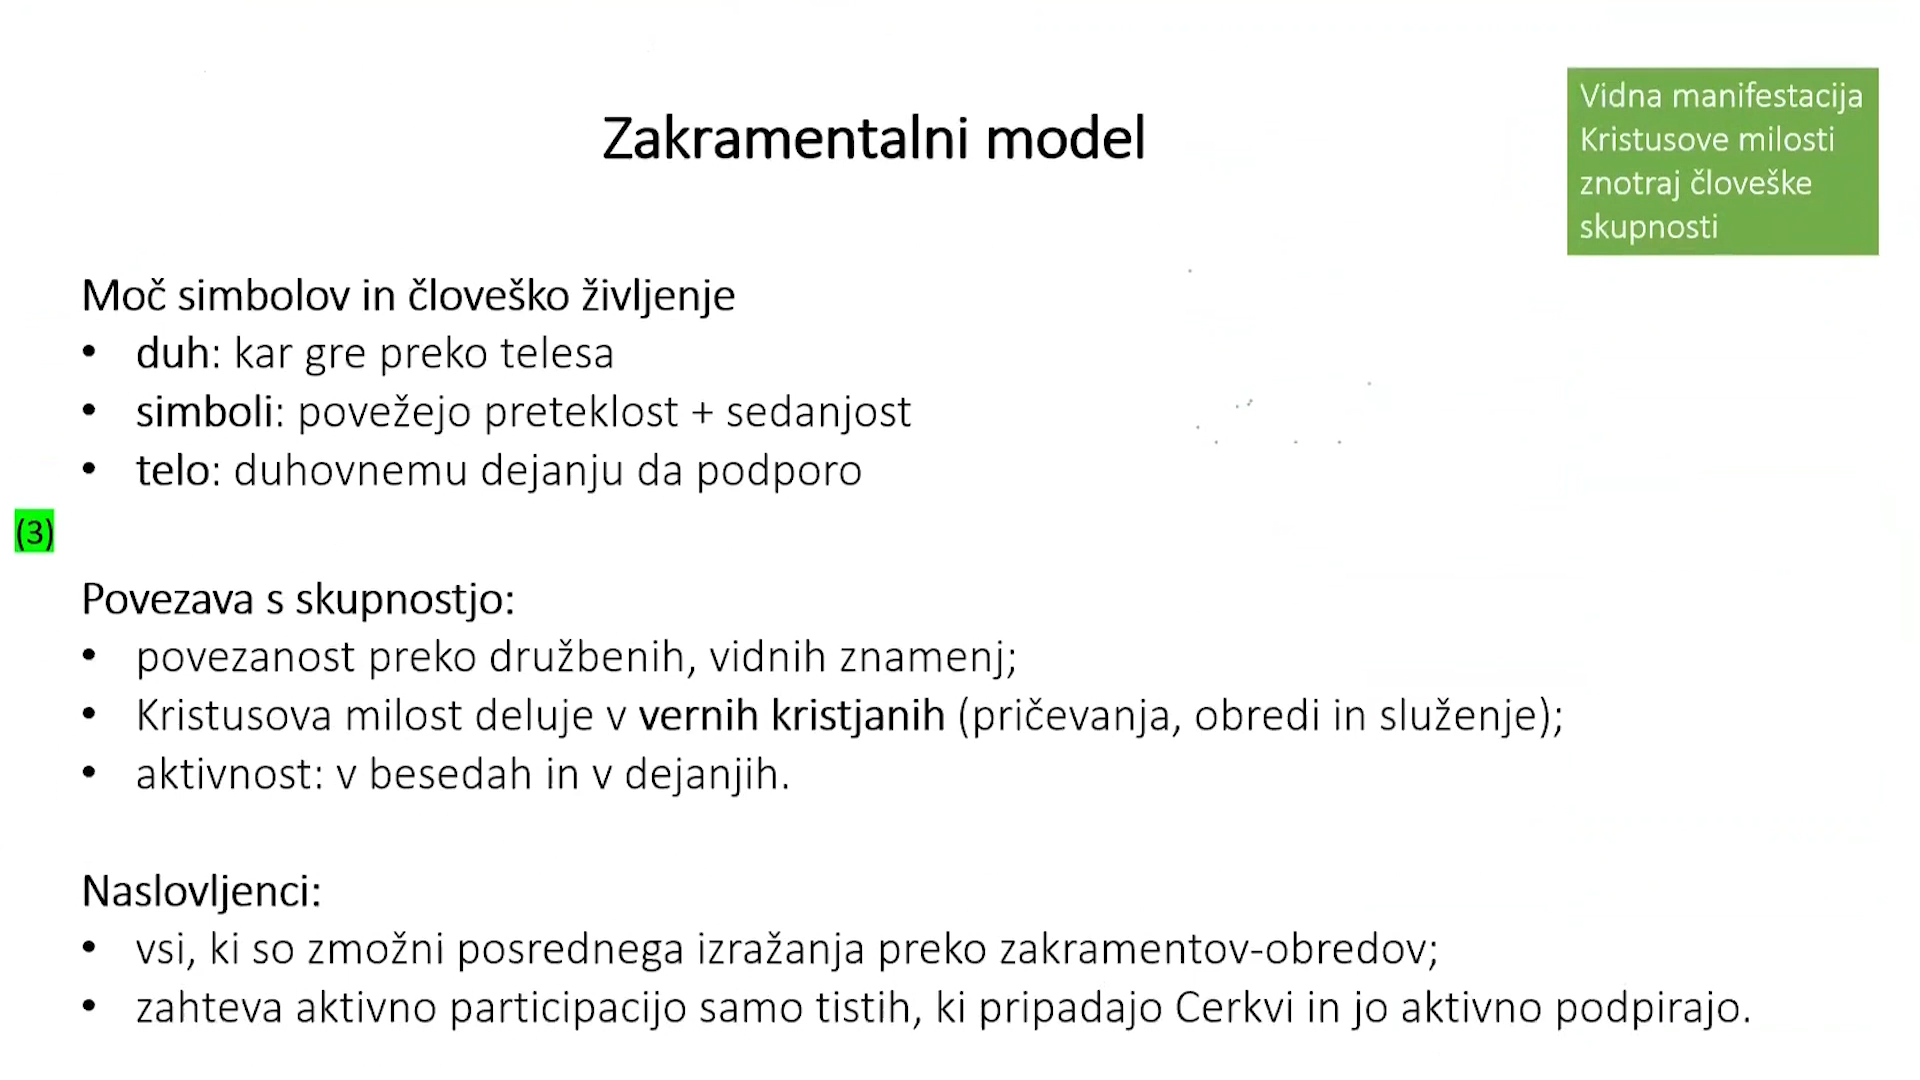 Zakramentalni model
Vidna manifestacija
Kristusove milosti
znotraj človeške
skupnosti
Moč simbolov in človeško življenje
• duh: kar gre preko telesa
• simboli: povežejo preteklost + sedanjost
• telo: duhovnemu dejanju da podporo
(3)
Povezava s skupnostjo:
• povezanost preko družbenih, vidnih znamenj;
• Kristusova milost deluje v vernih kristjanih (pričevanja, obredi in služenje);
• aktivnost: v besedah in v dejanjih.
Naslovljenci:
• vsi, ki so zmožni posrednega izražanja preko zakramentov-obredov;
• zahteva aktivno participacijo samo tistih, ki pripadajo Cerkvi in jo aktivno podpirajo.